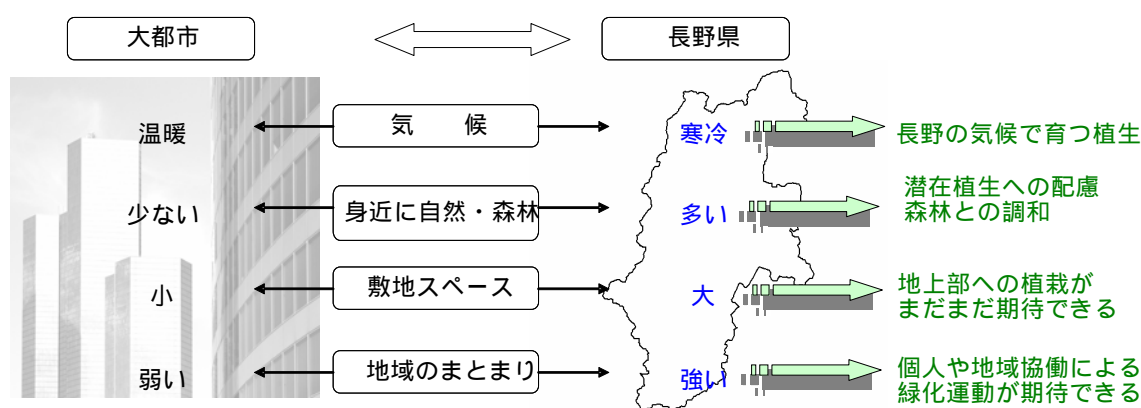 大都市
長野県
温暖
気　候
寒冷
長野の気候で育つ植生
少ない
身近に自然・森林
多い
潜在植生への配慮
森林との調和
小
敷地スペース
大
地上部への植栽が
まだまだ期待できる
弱い
地域のまとまり
強い
個人や地域協働による
緑化運動が期待できる